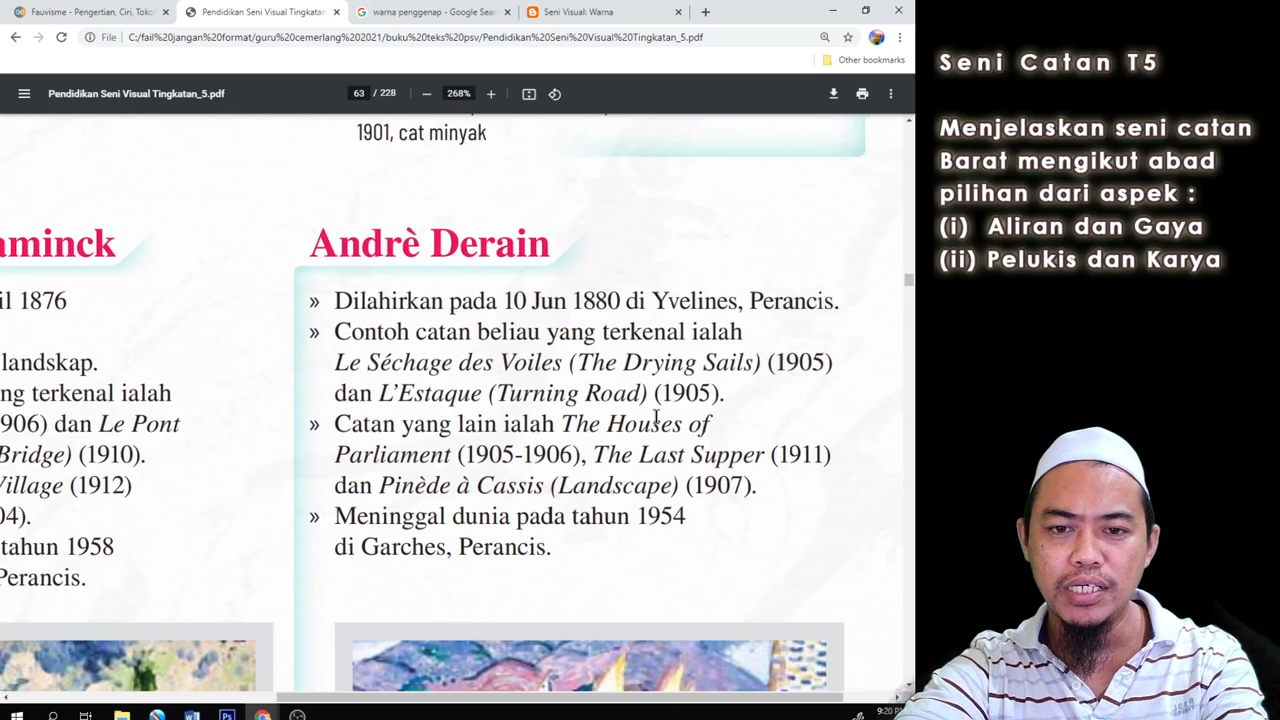 Fauvisme - Pengertian, Ciri, Tokoh
Pendidikan Seni Visual Tingkatan
warna penggenap - Google Sear
Seni Visual: Warna
File
C:/fail%20jangan%20format/guru%20cemerlang%202021/buku%20teks%20psv/Pendidikan%20Seni%20Visual%20Tingkatan_5.pdf
Other bookmarks
Pendidikan Seni Visual Tingkatan_5.pdf
63 / 228
268%
1901, cat minyak
aminck
il 1876
landskap.
ng terkenal ialah
906) dan Le Pont
Bridge) (1910).
Village (1912)
04).
tahun 1958
Perancis.
Andrè Derain
» Dilahirkan pada 10 Jun 1880 di Yvelines, Perancis.
» Contoh catan beliau yang terkenal ialah
Le Séchage des Voiles (The Drying Sails) (1905)
dan L’Estaque (Turning Road) (1905).
» Catan yang lain ialah The Houses of
Parliament (1905-1906), The Last Supper (1911)
dan Pinède à Cassis (Landscape) (1907).
» Meninggal dunia pada tahun 1954
di Garches, Perancis.
Seni Catan T5
Menjelaskan seni catan
Barat mengikut abad
pilihan dari aspek :
(i) Aliran dan Gaya
(ii) Pelukis dan Karya
9:20 PM